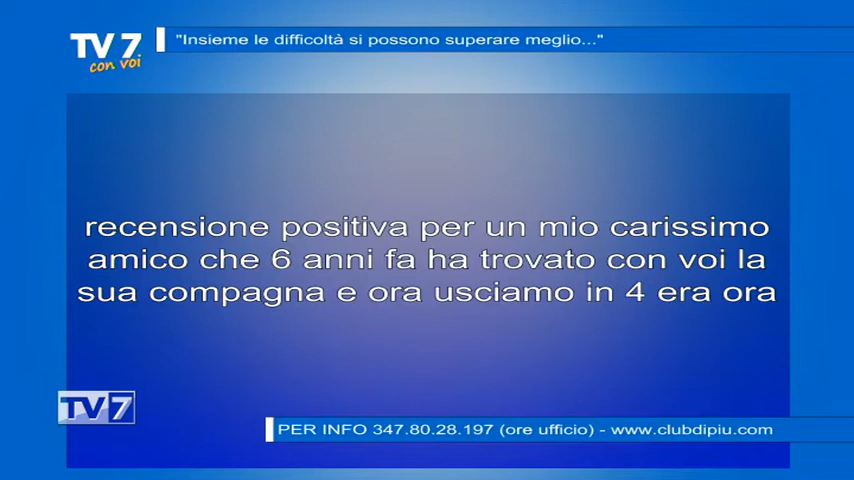 TV7
con voi
"Insieme le difficoltà si possono superare meglio..."
recensione positiva per un mio carissimo
amico che 6 anni fa ha trovato con voi la
sua compagna e ora usciamo in 4 era ora
TV7
PER INFO 347.80.28.197 (ore ufficio) - www.clubdipiu.com